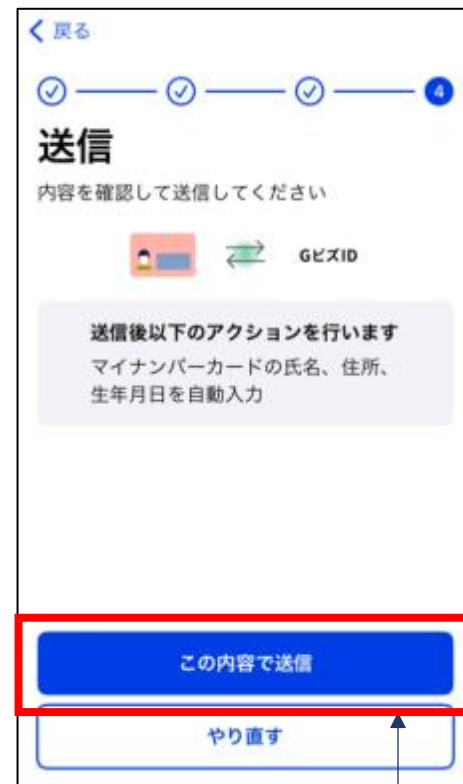 戻る
4
送信
内容を確認して送信してください
GビズID
送信後以下のアクションを行います
マイナンバーカードの氏名、住所、
生年月日を自動入力
この内容で送信
やり直す